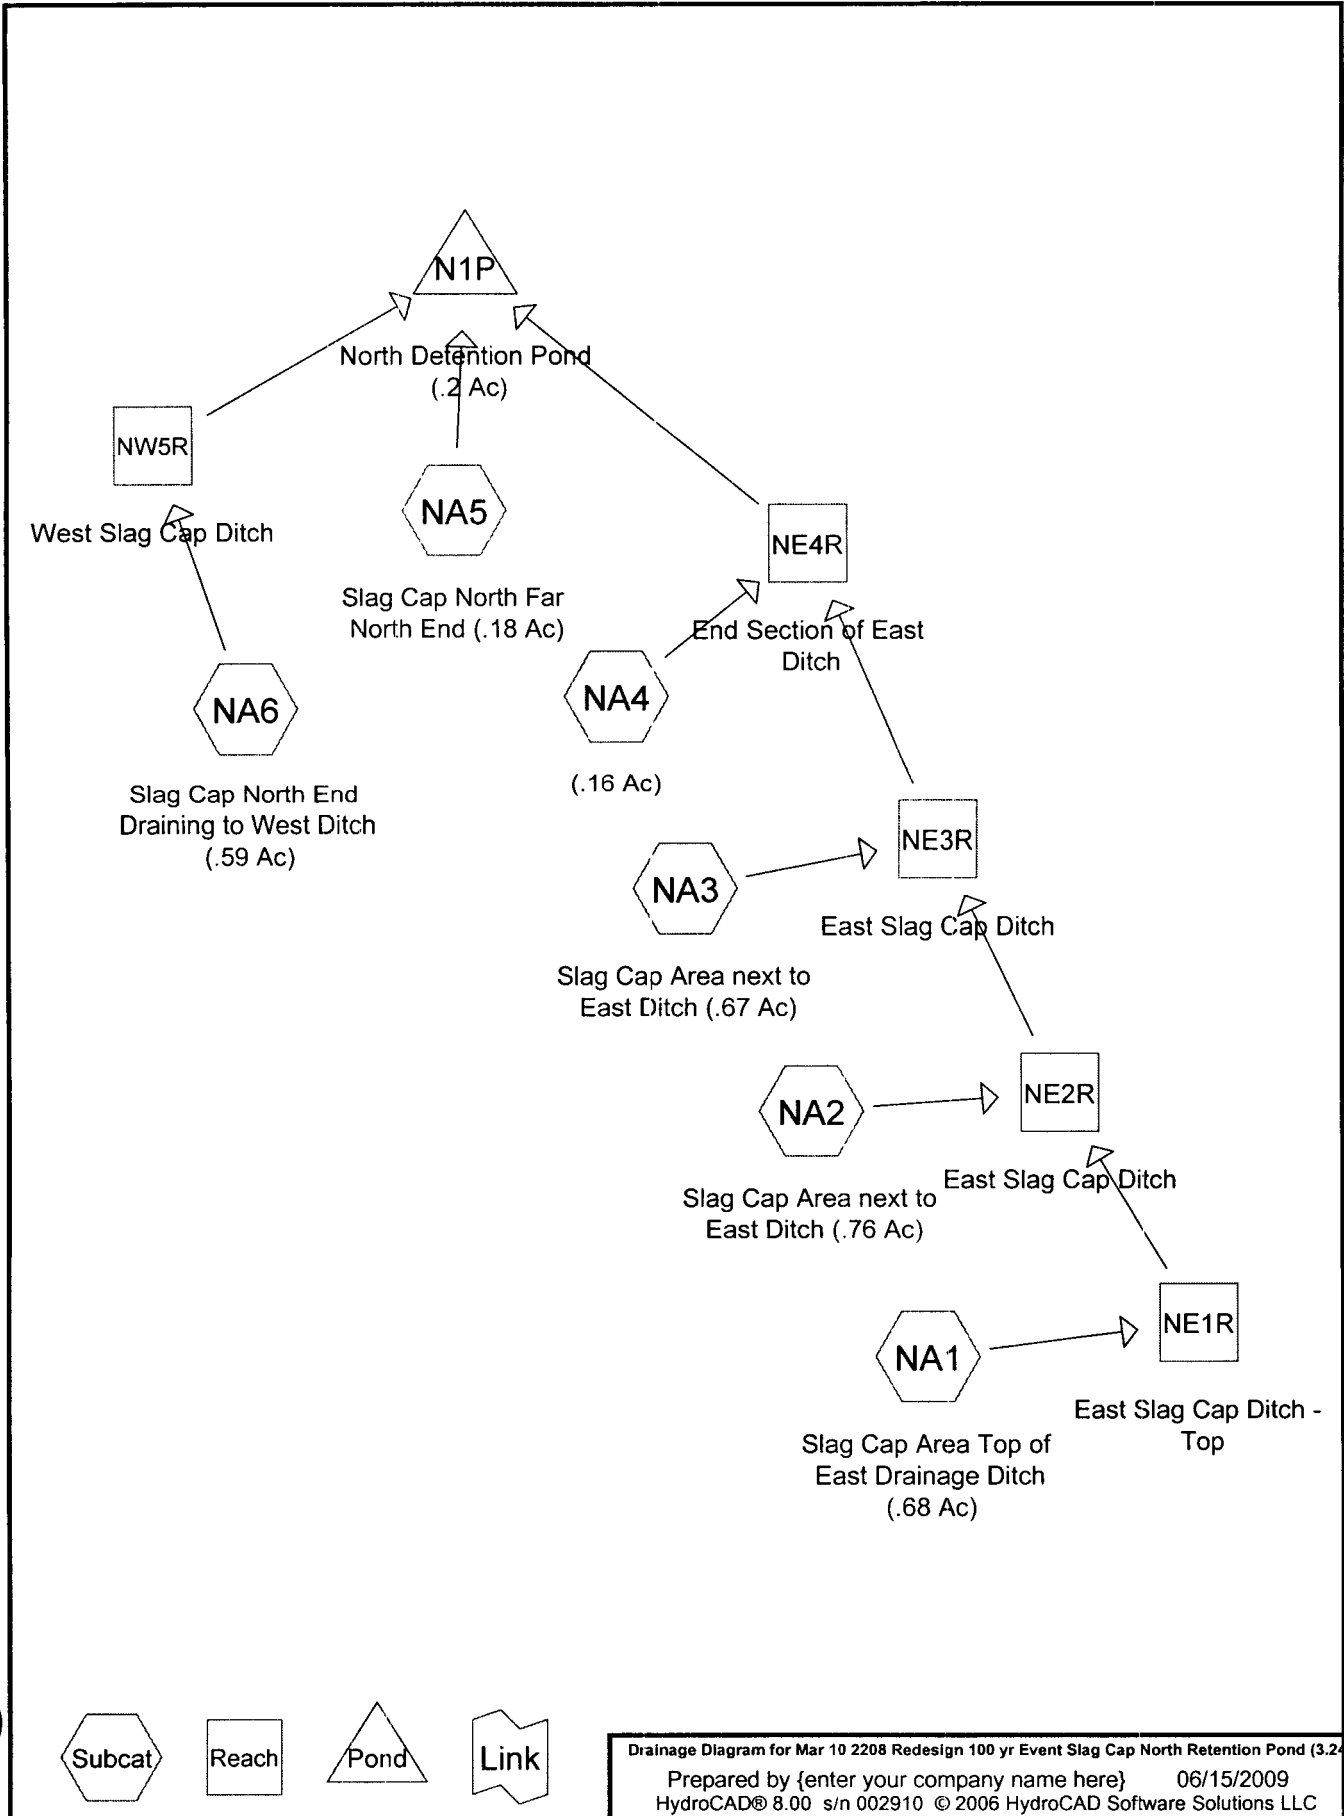 N1P
North Detention Pond
(.2 Ac)
NW5R
West Slag Cap Ditch
NA5
Slag Cap North Far
North End (.18 Ac)
NE4R
End Section of East
Ditch
NA6
Slag Cap North End
Draining to West Ditch
(.59 Ac)
NA4
(.16 Ac)
NE3R
East Slag Cap Ditch
NA3
Slag Cap Area next to
East Ditch (.67 Ac)
NE2R
East Slag Cap Ditch
NA2
Slag Cap Area next to
East Ditch (.76 Ac)
NE1R
East Slag Cap Ditch -
Top
NA1
Slag Cap Area Top of
East Drainage Ditch
(.68 Ac)
Subcat
Reach
Pond
Link
Drainage Diagram for Mar 10 2208 Redesign 100 yr Event Slag Cap North Retention Pond (3.24
Prepared by {enter your company name here} 06/15/2009
HydroCAD® 8.00 s/n 002910 © 2006 HydroCAD Software Solutions LLC